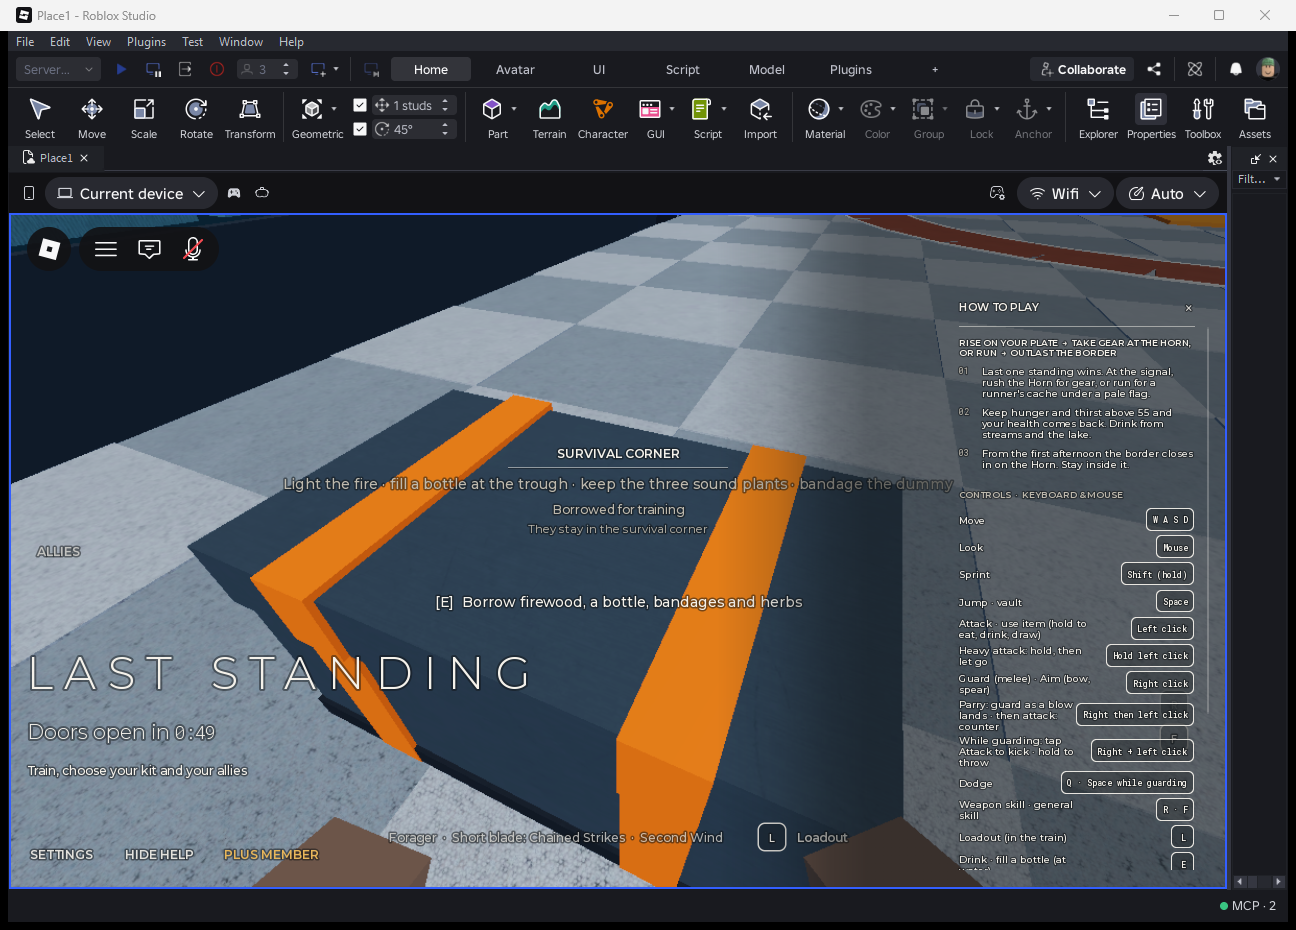 Place1 - Roblox Studio
File Edit View Plugins Test Window Help
Server... 3 Home Avatar UI Script Model Plugins + Collaborate
1 studs
45°
Select Move Scale Rotate Transform Geometric Part Terrain Character GUI Script Import Material Color Group Lock Anchor Explorer Properties Toolbox Assets
Place1
Filt...
Current device Wifi Auto
HOW TO PLAY ×
RISE ON YOUR PLATE → TAKE GEAR AT THE HORN,
OR RUN → OUTLAST THE BORDER
01 Last one standing wins. At the signal,
rush the Horn for gear, or run for a
runner's cache under a pale flag.
02 Keep hunger and thirst above 55 and
your health comes back. Drink from
streams and the lake.
03 From the first afternoon the border closes
in on the Horn. Stay inside it.
CONTROLS · KEYBOARD & MOUSE
Move W A S D
Look Mouse
Sprint Shift (hold)
Jump · vault Space
Attack · use item (hold to
eat, drink, draw) Left click
Heavy attack: hold, then
let go Hold left click
Guard (melee) · Aim (bow,
spear) Right click
Parry: guard as a blow
lands · then attack:
counter Right then left click
While guarding: tap
Attack to kick · hold to
throw Right + left click
Dodge Q · Space while guarding
Weapon skill · general
skill R · F
Loadout (in the train) L
Drink · fill a bottle (at
water) E
SURVIVAL CORNER
Light the fire · fill a bottle at the trough · keep the three sound plants · bandage the dummy
Borrowed for training
They stay in the survival corner
[E] Borrow firewood, a bottle, bandages and herbs
ALLIES
LAST STANDING
Doors open in 0:49
Train, choose your kit and your allies
Forager · Short blade: Chained Strikes · Second Wind L Loadout
SETTINGS HIDE HELP PLUS MEMBER
MCP · 2